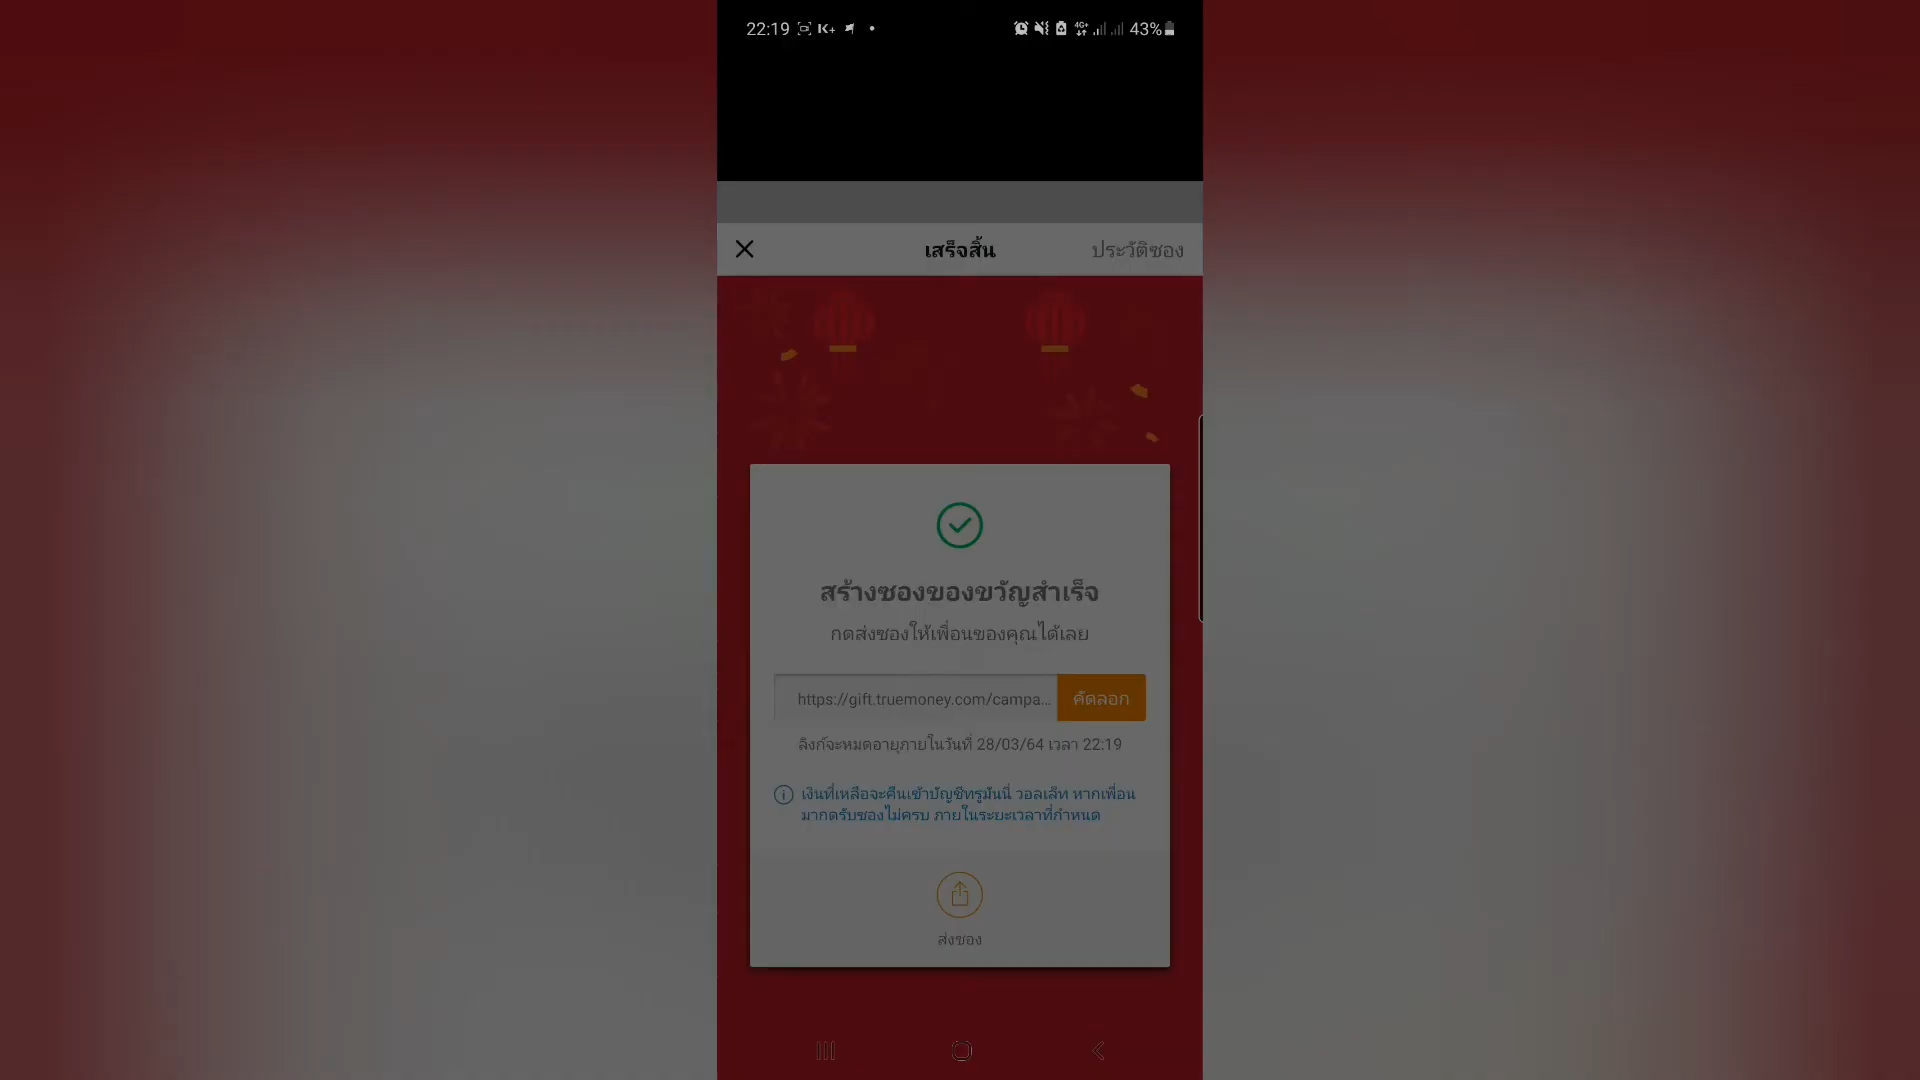 22:19 K+ 4G+ 43%
เสร็จสิ้น ประวัติซอง
สร้างซองของขวัญสำเร็จ
กดส่งซองให้เพื่อนของคุณได้เลย
https://gift.truemoney.com/campa... คัดลอก
ลิงก์จะหมดอายุภายในวันที่ 28/03/64 เวลา 22:19
เงินที่เหลือจะคืนเข้าบัญชีทรูมันนี่ วอลเล็ท หากเพื่อน
มากดรับซองไม่ครบ ภายในระยะเวลาที่กำหนด
ส่งซอง